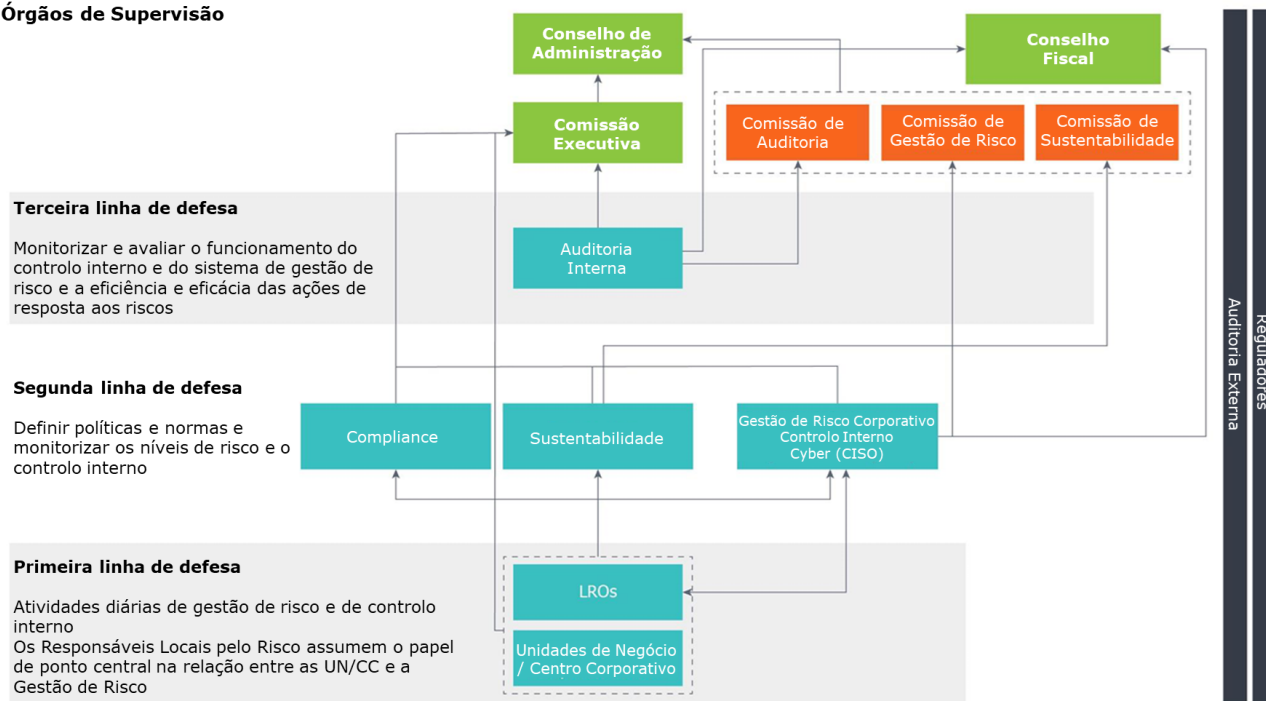 Órgãos de Supervisão
Conselho de
Administração
Conselho
Fiscal
Comissão
Executiva
Comissão de
Auditoria
Comissão de
Gestão de Risco
Comissão de
Sustentabilidade
Terceira linha de defesa
Monitorizar e avaliar o funcionamento do
controlo interno e do sistema de gestão de
risco e a eficiência e eficácia das ações de
resposta aos riscos
Auditoria
Interna
Segunda linha de defesa
Definir políticas e normas e
monitorizar os níveis de risco e o
controlo interno
Compliance
Sustentabilidade
Gestão de Risco Corporativo
Controlo Interno
Cyber (CISO)
Primeira linha de defesa
Atividades diárias de gestão de risco e de controlo
interno
Os Responsáveis Locais pelo Risco assumem o papel
de ponto central na relação entre as UN/CC e a
Gestão de Risco
LROs
Unidades de Negócio
/ Centro Corporativo
Auditoria Externa
Reguladores